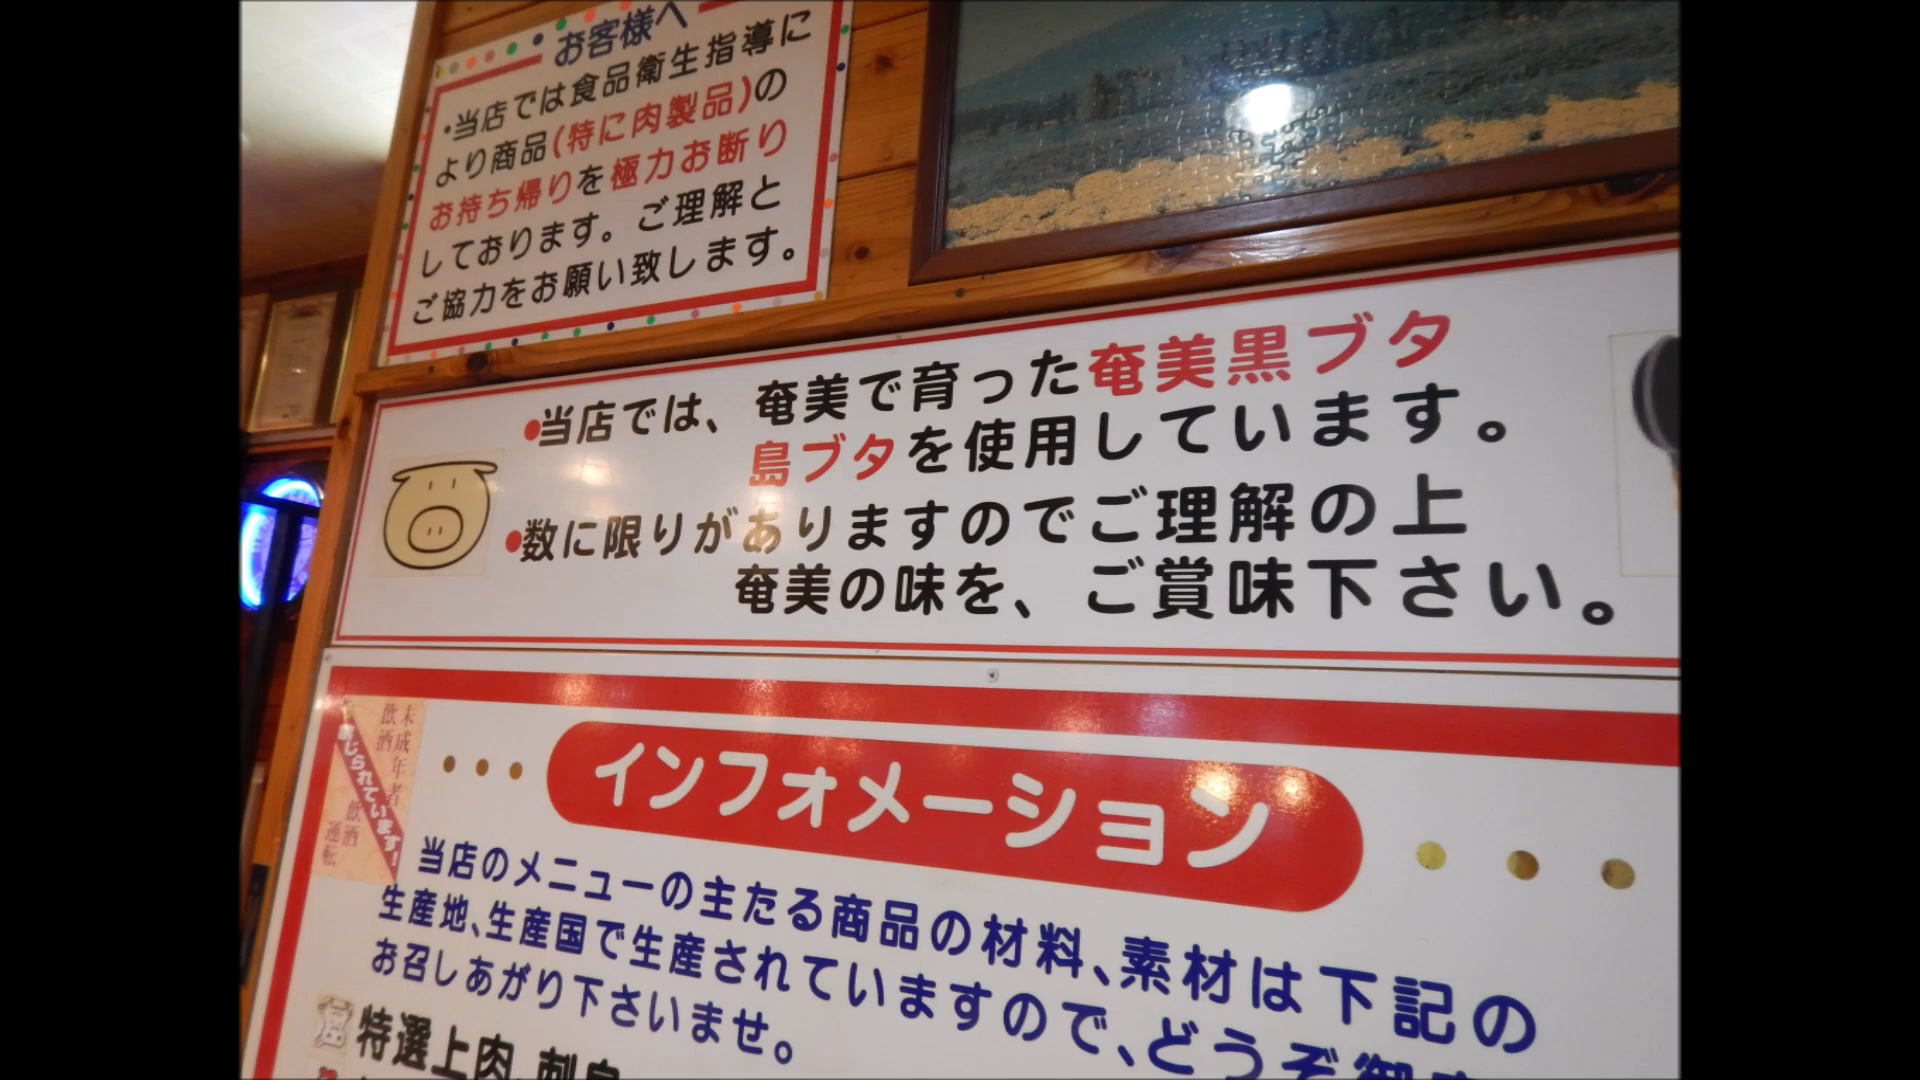 お客様へ
・当店では食品衛生指導に
より商品(特に肉製品)の
お持ち帰りを極力お断り
しております。ご理解と
ご協力をお願い致します。
●当店では、奄美で育った奄美黒ブタ
島ブタを使用しています。
●数に限りがありますのでご理解の上
奄美の味を、ご賞味下さい。
未成年者
飲酒
飲酒
運転
禁じられています!
インフォメーション
当店のメニューの主たる商品の材料、素材は下記の
生産地、生産国で生産されていますので、どうぞ
お召しあがり下さいませ。
特選上肉、刺身